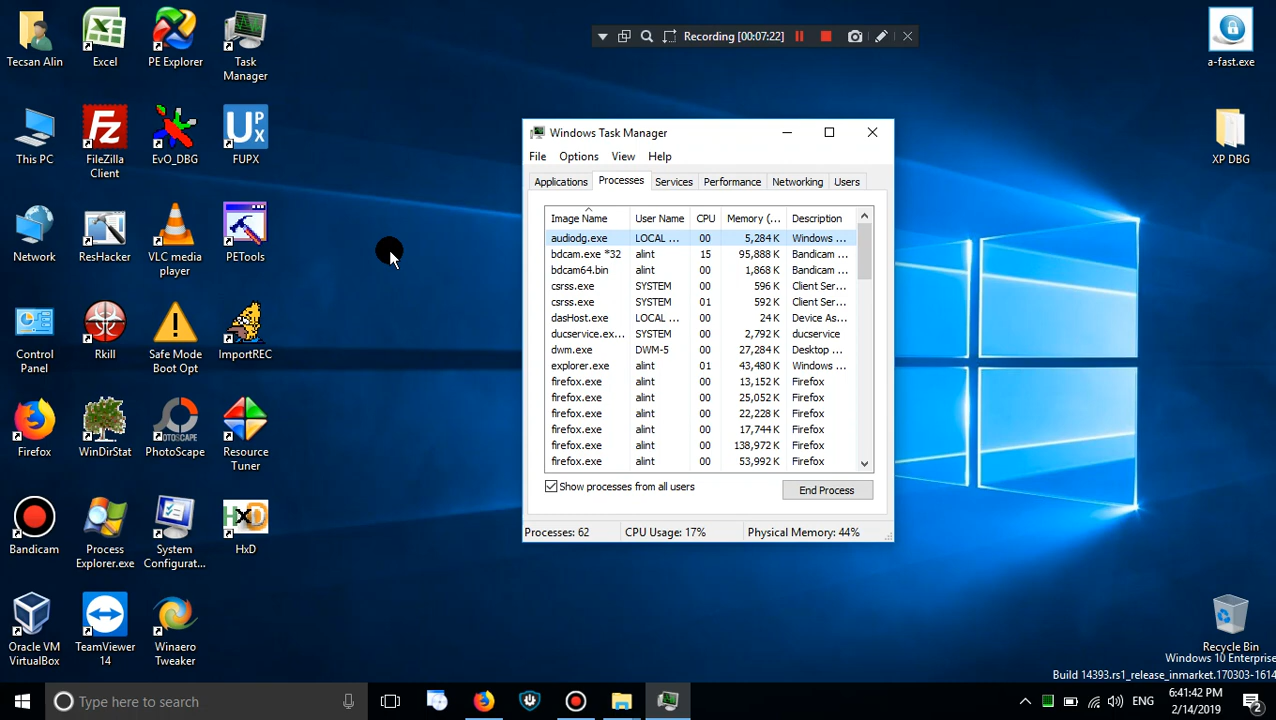 Tecsan Alin
Excel
PE Explorer
Task
Manager
This PC
FileZilla
Client
EvO_DBG
FUPX
Network
ResHacker
VLC media
player
PETools
Control
Panel
Rkill
Safe Mode
Boot Opt
ImportREC
Firefox
WinDirStat
PHOTOSCAPE
PhotoScape
Resource
Tuner
Bandicam
Process
Explorer.exe
System
Configurat...
HxD
HxD
Oracle VM
VirtualBox
TeamViewer
14
Winaero
Tweaker
Recording [00:07:22]
a-fast.exe
XP DBG
Recycle Bin
Windows Task Manager
File Options View Help
Applications Processes Services Performance Networking Users
Image Name User Name CPU Memory (... Description
audiodg.exe LOCAL ... 00 5,284 K Windows ...
bdcam.exe *32 alint 15 95,888 K Bandicam ...
bdcam64.bin alint 00 1,868 K Bandicam ...
csrss.exe SYSTEM 00 596 K Client Ser...
csrss.exe SYSTEM 01 592 K Client Ser...
dasHost.exe LOCAL ... 00 24 K Device As...
ducservice.ex... SYSTEM 00 2,792 K ducservice
dwm.exe DWM-5 00 27,284 K Desktop ...
explorer.exe alint 01 43,480 K Windows ...
firefox.exe alint 00 13,152 K Firefox
firefox.exe alint 00 25,052 K Firefox
firefox.exe alint 00 22,228 K Firefox
firefox.exe alint 00 17,744 K Firefox
firefox.exe alint 00 138,972 K Firefox
firefox.exe alint 00 53,992 K Firefox
Show processes from all users
End Process
Processes: 62 CPU Usage: 17% Physical Memory: 44%
Windows 10 Enterprise
Build 14393.rs1_release_inmarket.170303-1614
Type here to search
ENG
6:41:42 PM
2/14/2019
2